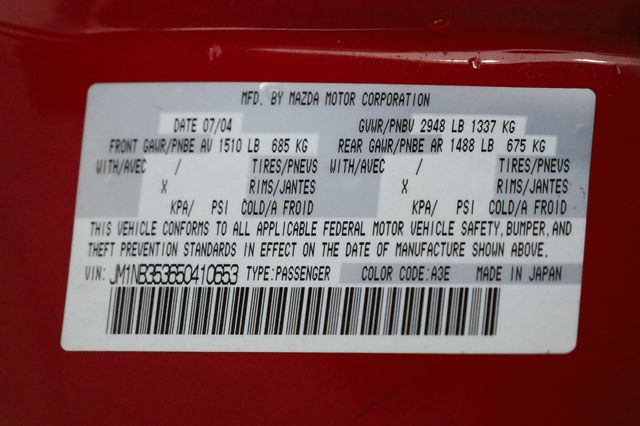 MFD. BY MAZDA MOTOR CORPORATION
DATE 07/04 GVWR/PNBV 2948 LB 1337 KG
FRONT GAWR/PNBE AV 1510 LB 685 KG REAR GAWR/PNBE AR 1488 LB 675 KG
WITH/AVEC / TIRES/PNEUS WITH/AVEC / TIRES/PNEUS
X RIMS/JANTES X RIMS/JANTES
KPA/ PSI COLD/A FROID KPA/ PSI COLD/A FROID
THIS VEHICLE CONFORMS TO ALL APPLICABLE FEDERAL MOTOR VEHICLE SAFETY, BUMPER, AND
THEFT PREVENTION STANDARDS IN EFFECT ON THE DATE OF MANUFACTURE SHOWN ABOVE.
VIN: JM1NB353650410653 TYPE:PASSENGER COLOR CODE:A3E MADE IN JAPAN